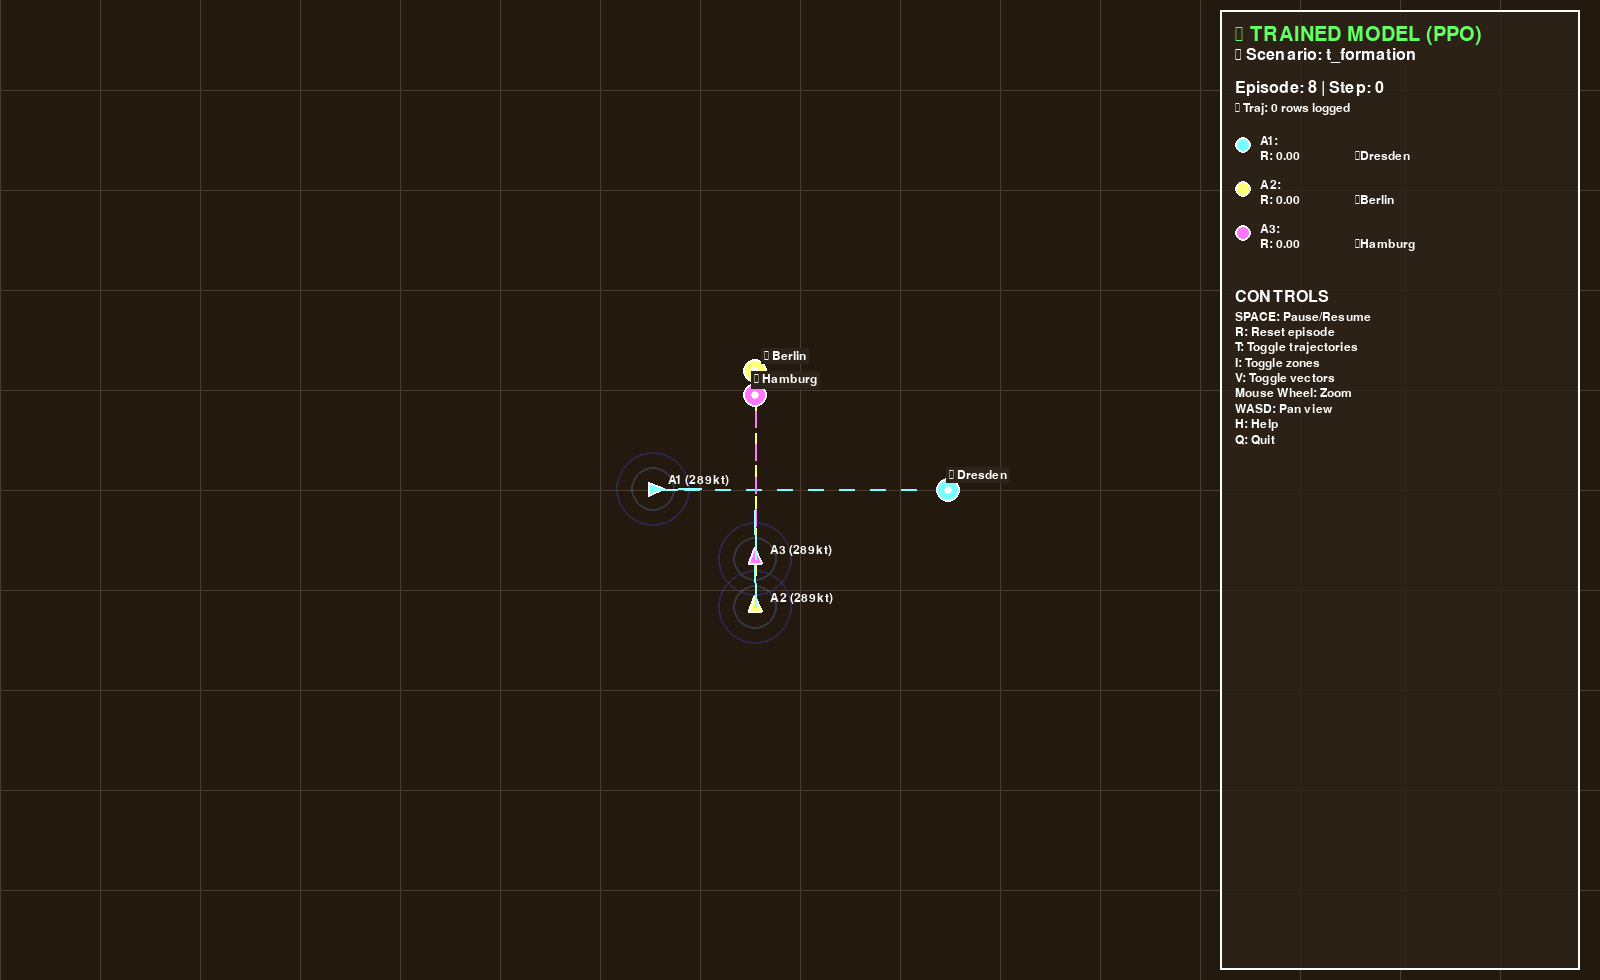 TRAINED MODEL (PPO)
Scenario: t_formation
Episode: 8 | Step: 0
Traj: 0 rows logged
A1:
R: 0.00 Dresden
A2:
R: 0.00 Berlin
A3:
R: 0.00 Hamburg
CONTROLS
SPACE: Pause/Resume
R: Reset episode
T: Toggle trajectories
I: Toggle zones
V: Toggle vectors
Mouse Wheel: Zoom
WASD: Pan view
H: Help
Q: Quit
Berlin
Hamburg
Dresden
A1 (289kt)
A3 (289kt)
A2 (289kt)